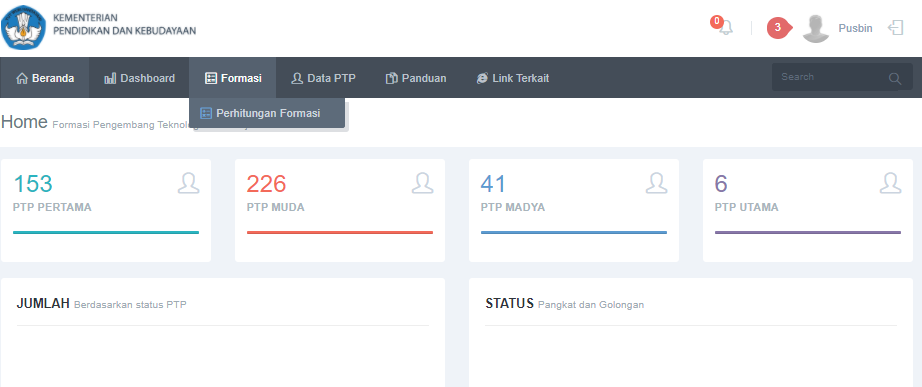 KEMENTERIAN
PENDIDIKAN DAN KEBUDAYAAN
0
3
Pusbin
Beranda
Dashboard
Formasi
Data PTP
Panduan
Link Terkait
Search
Perhitungan Formasi
Home Formasi Pengembang
153
PTP PERTAMA
226
PTP MUDA
41
PTP MADYA
6
PTP UTAMA
JUMLAH Berdasarkan status PTP
STATUS Pangkat dan Golongan